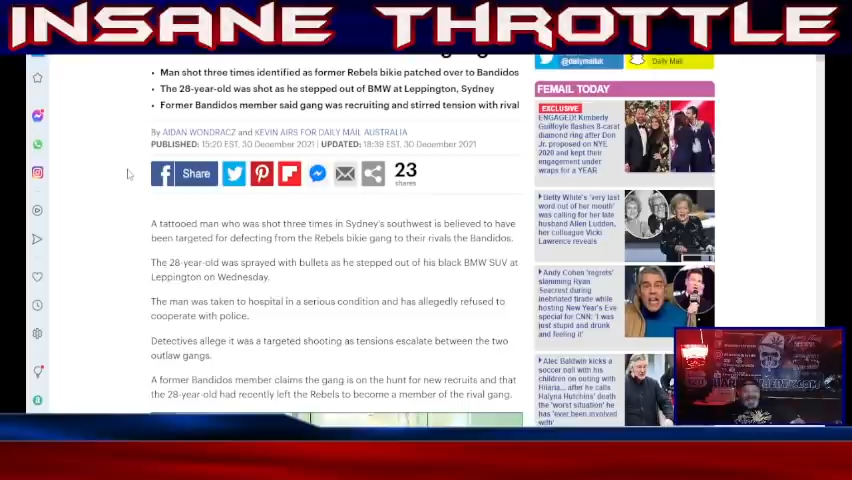 INSANE THROTTLE
Man shot three times identified as former Rebels bikie patched over to Bandidos
The 28-year-old was shot as he stepped out of BMW at Leppington, Sydney
Former Bandidos member said gang was recruiting and stirred tension with rival
By AIDAN WONDRACZ and KEVIN AIRS FOR DAILY MAIL AUSTRALIA
PUBLISHED: 15:20 EST, 30 December 2021 | UPDATED: 18:39 EST, 30 December 2021
Share
23
shares
A tattooed man who was shot three times in Sydney's southwest is believed to have
been targeted for defecting from the Rebels bikie gang to their rivals the Bandidos.
The 28-year-old was sprayed with bullets as he stepped out of his black BMW SUV at
Leppington on Wednesday.
The man was taken to hospital in a serious condition and has allegedly refused to
cooperate with police.
Detectives allege it was a targeted shooting as tensions escalate between the two
outlaw gangs.
A former Bandidos member claims the gang is on the hunt for new recruits and that
the 28-year-old had recently left the Rebels to become a member of the rival gang.
@dailymailuk
Daily Mail
FEMAIL TODAY
EXCLUSIVE
ENGAGED! Kimberly
Guilfoyle flashes 8-carat
diamond ring after Don
Jr. proposed on NYE
2020 and kept their
engagement under
wraps for a YEAR
Betty White's 'very last
word out of her mouth'
was calling for her late
husband Allen Ludden,
her colleague Vicki
Lawrence reveals
Andy Cohen 'regrets'
slamming Ryan
Seacrest during
inebriated tirade while
hosting New Year's Eve
special for CNN: 'I was
just stupid and drunk
and feeling it'
Alec Baldwin kicks a
soccer ball with his
children on outing with
Hilaria... after he calls
Halyna Hutchins' death
the 'worst situation' he
has 'ever been involved
with'